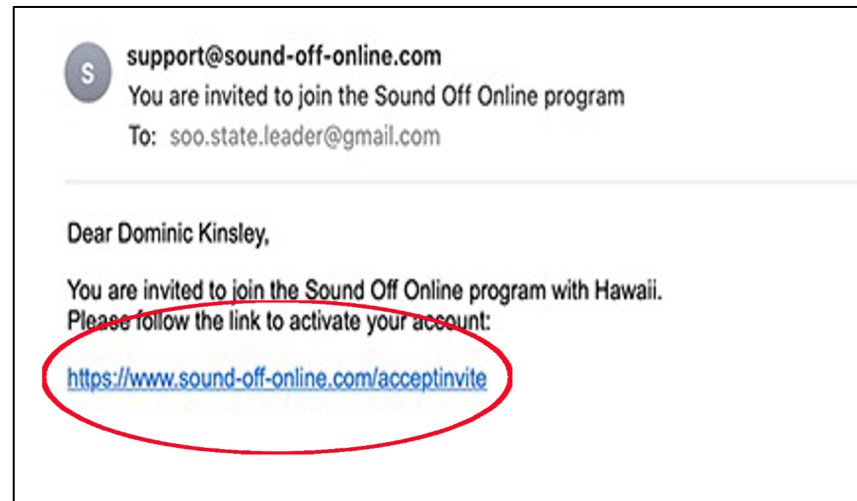 S
support@sound-off-online.com
You are invited to join the Sound Off Online program
To: soo.state.leader@gmail.com
Dear Dominic Kinsley,
You are invited to join the Sound Off Online program with Hawaii.
Please follow the link to activate your account:
https://www.sound-off-online.com/acceptinvite